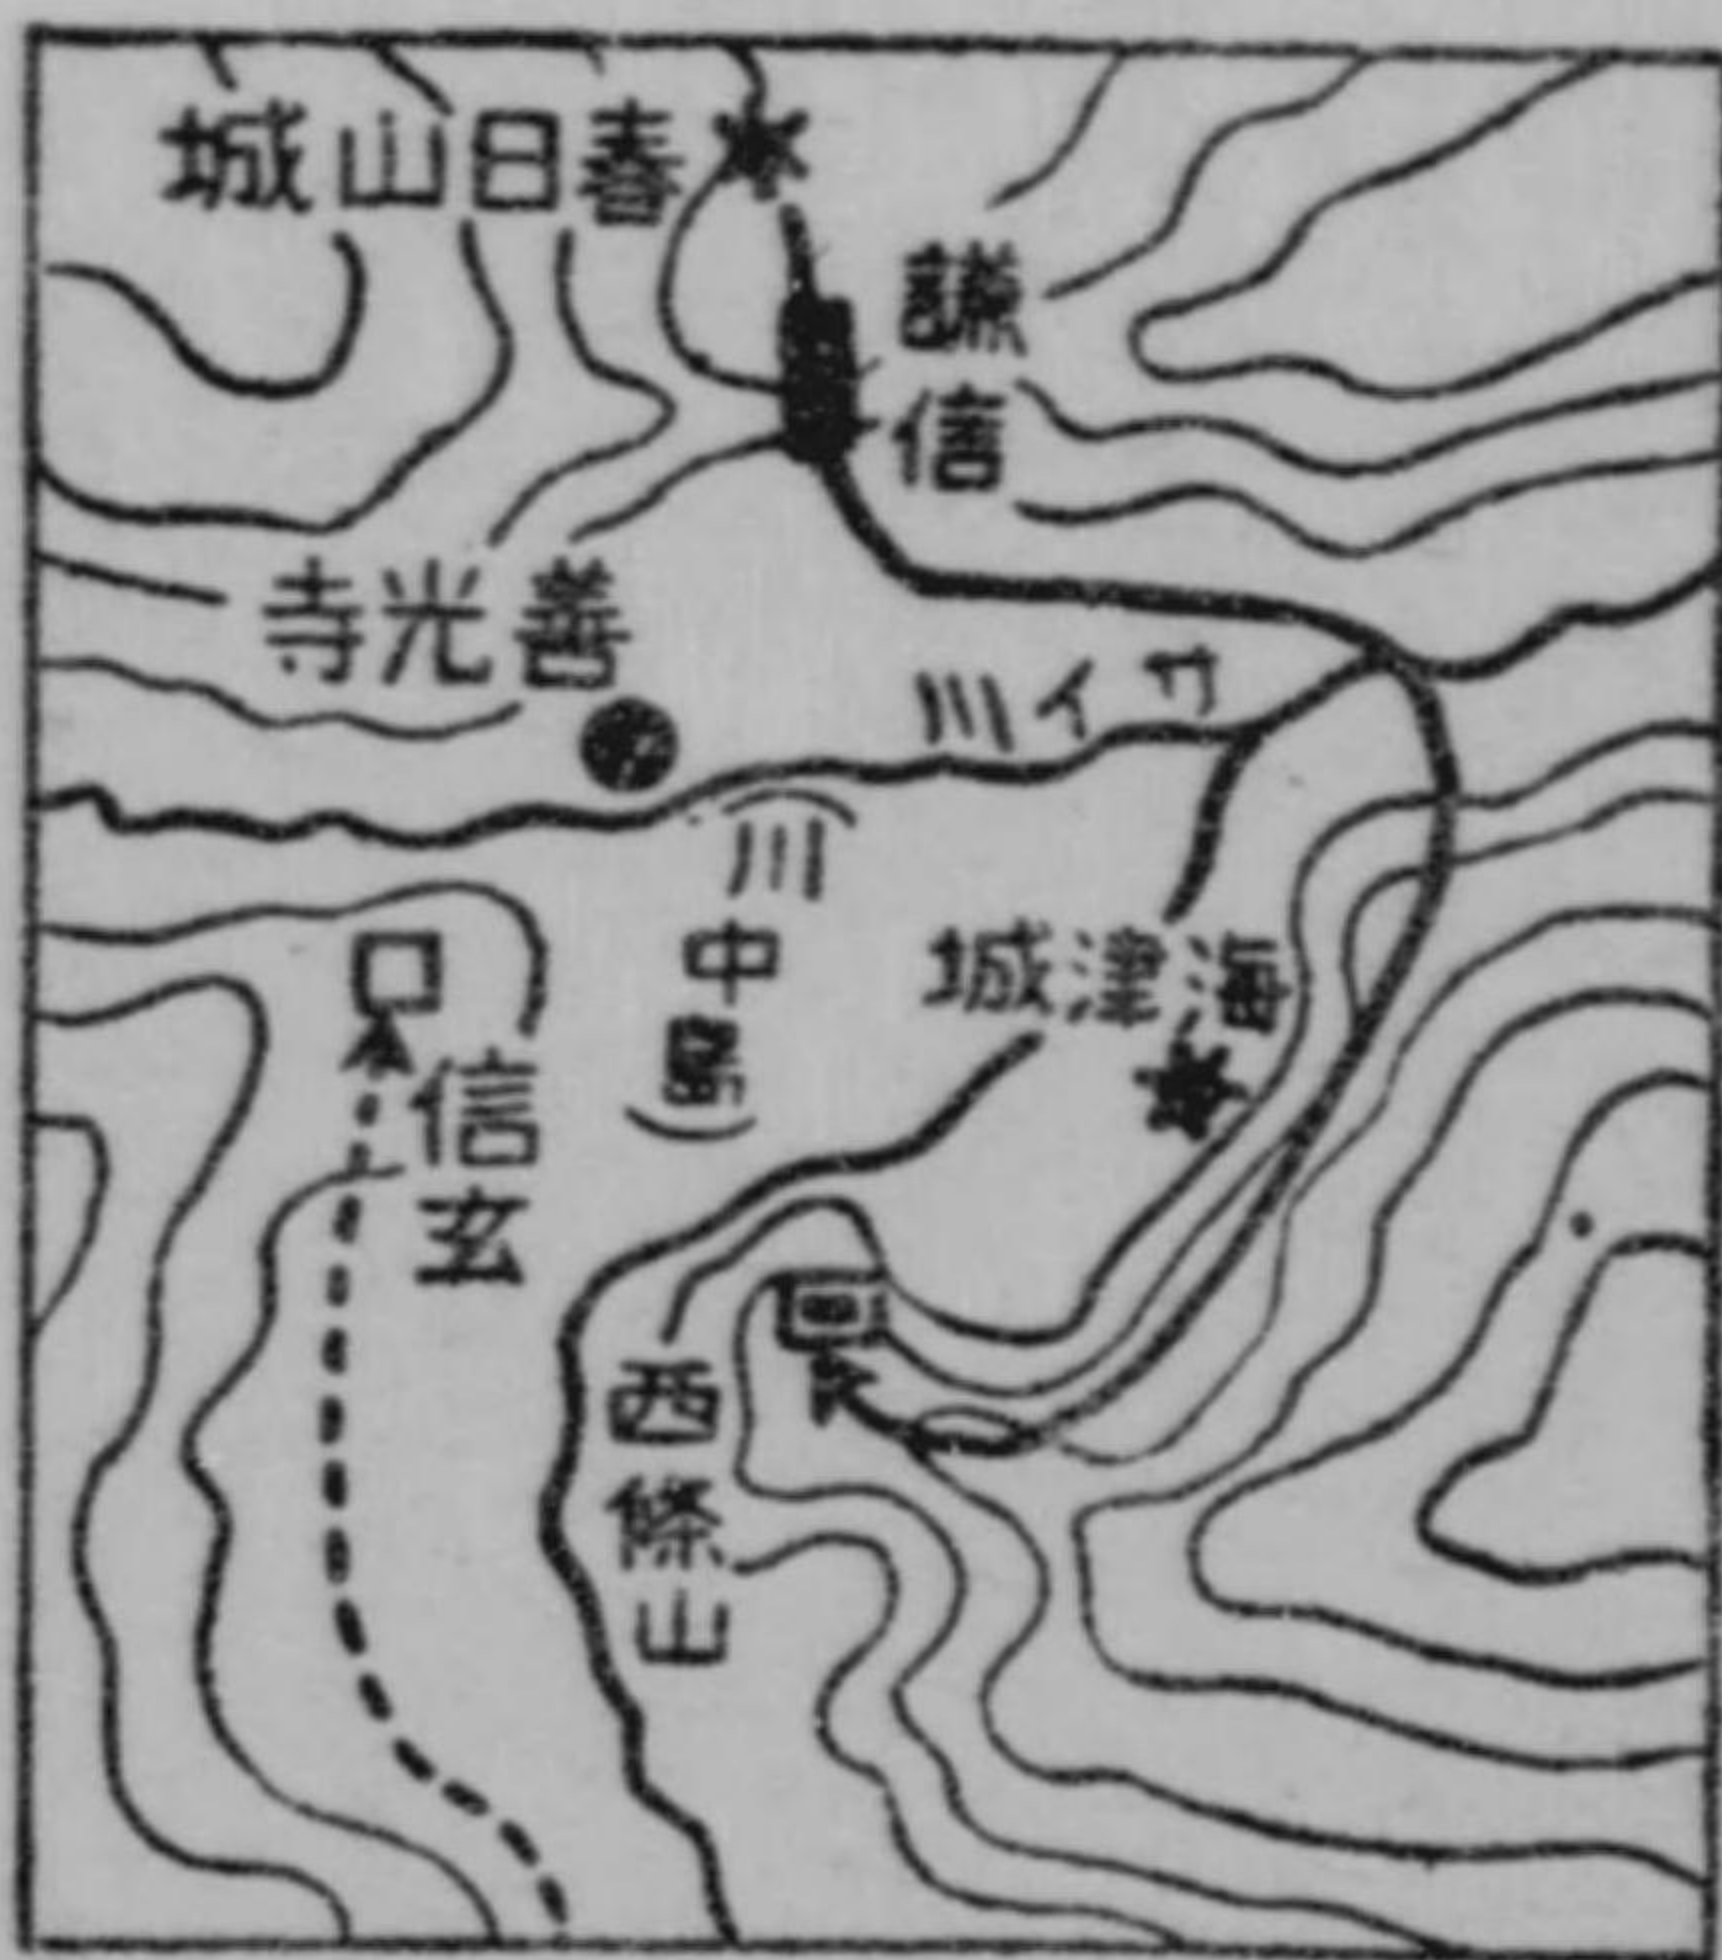 春日山城
謙信
善光寺
サイ川
(川中島)
海津城
信玄
西條山